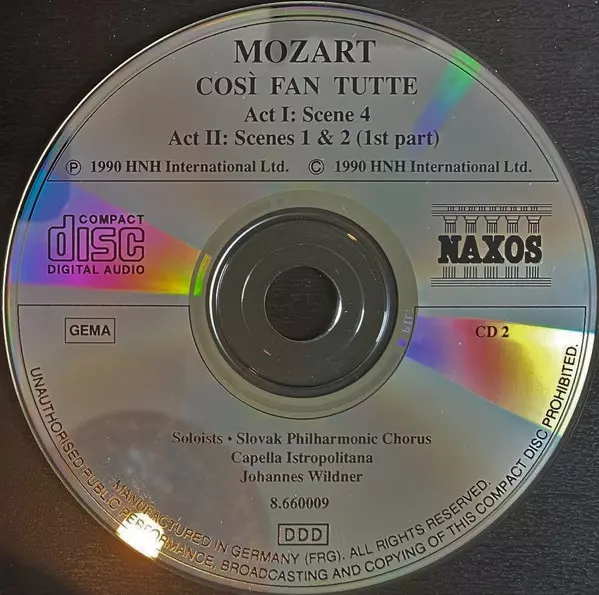 MOZART
COSÌ FAN TUTTE
Act I: Scene 4
Act II: Scenes 1 & 2 (1st part)
Ⓟ 1990 HNH International Ltd. © 1990 HNH International Ltd.
COMPACT
disc
DIGITAL AUDIO
NAXOS
GEMA
CD 2
Soloists • Slovak Philharmonic Chorus
Capella Istropolitana
Johannes Wildner
8.660009
DDD
MANUFACTURED IN GERMANY (FRG). ALL RIGHTS RESERVED.
UNAUTHORISED PUBLIC PERFORMANCE, BROADCASTING AND COPYING OF THIS COMPACT DISC PROHIBITED.